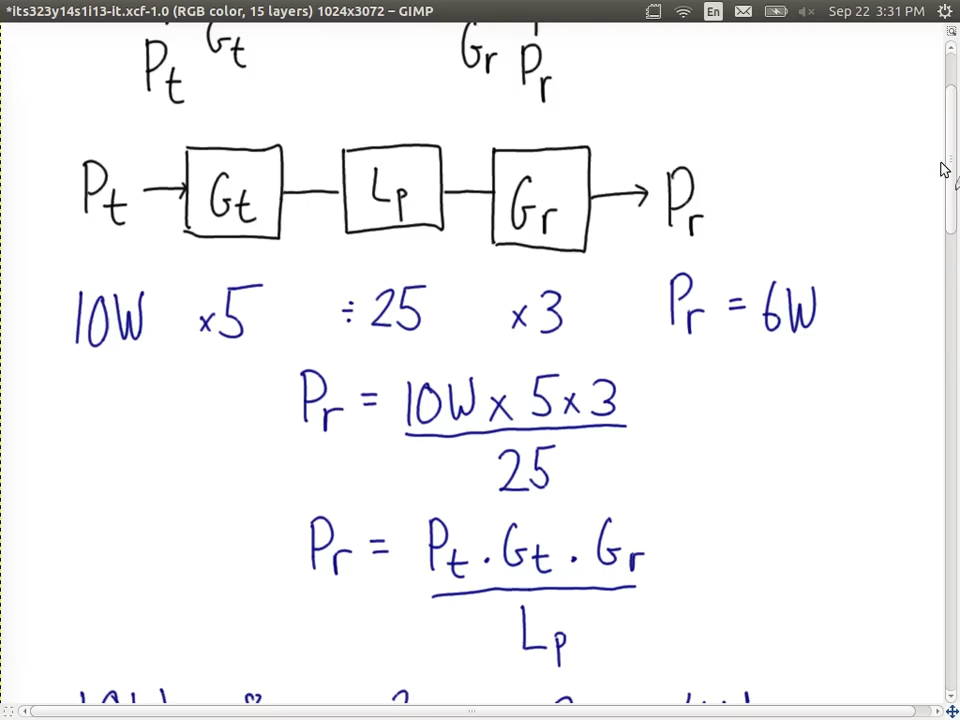 *its323y14s1i13-it.xcf-1.0 (RGB color, 15 layers) 1024x3072 – GIMP En Sep 22 3:31 PM
Pt Gt Gr Pr
Pt Gt Lp Gr Pr
10W ×5 ÷25 ×3 Pr = 6W
Pr = 10W × 5 × 3
25
Pr = Pt . Gt . Gr
Lp